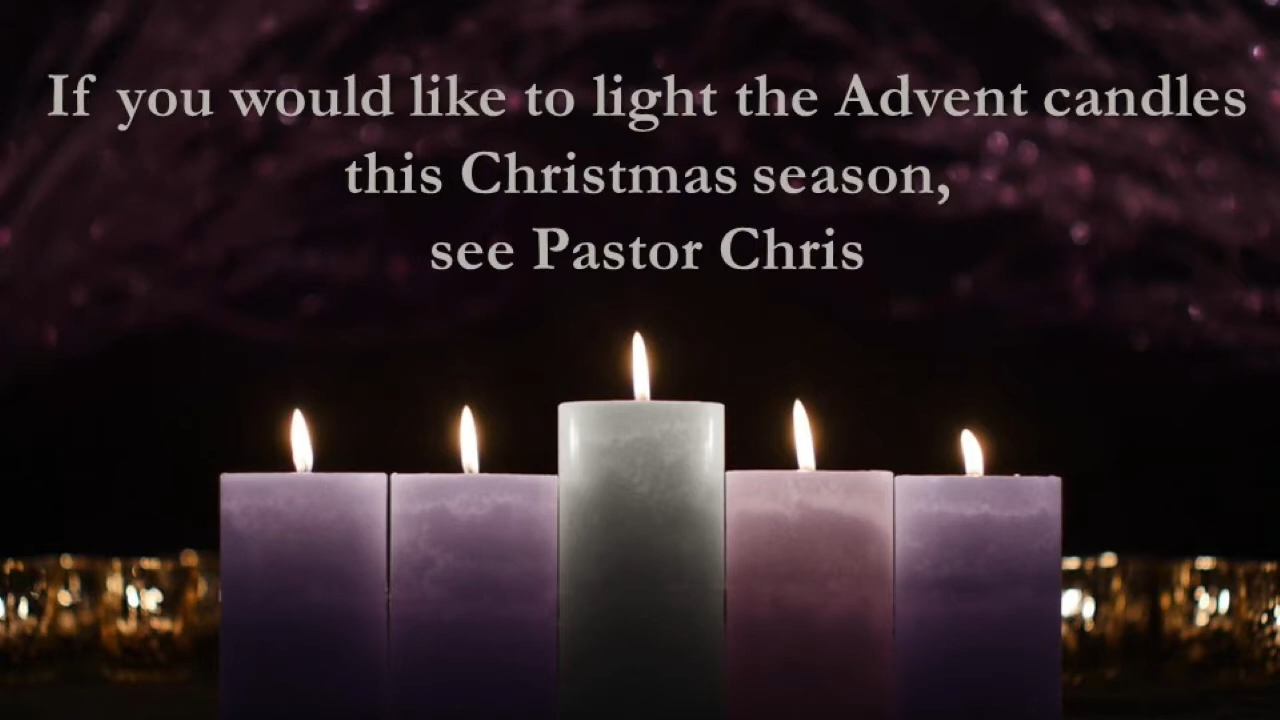 If you would like to light the Advent candles
this Christmas season,
see Pastor Chris